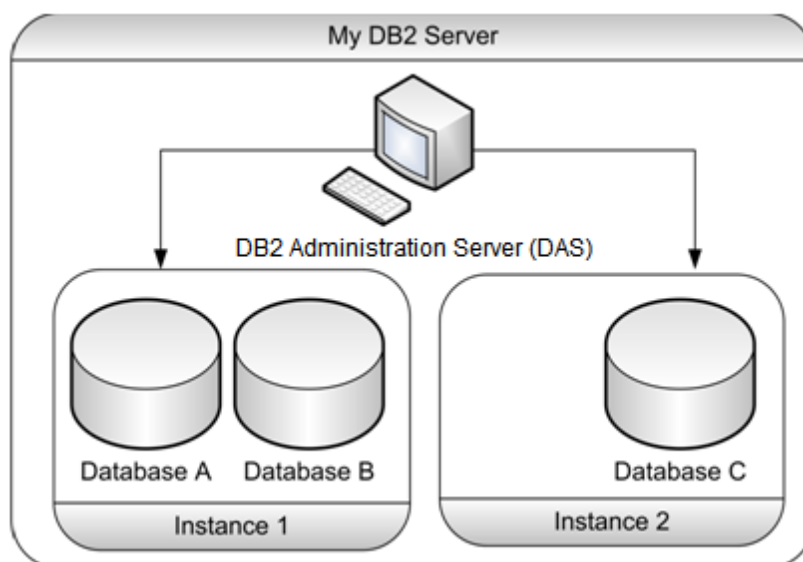 My DB2 Server
DB2 Administration Server (DAS)
Database A
Database B
Database C
Instance 1
Instance 2